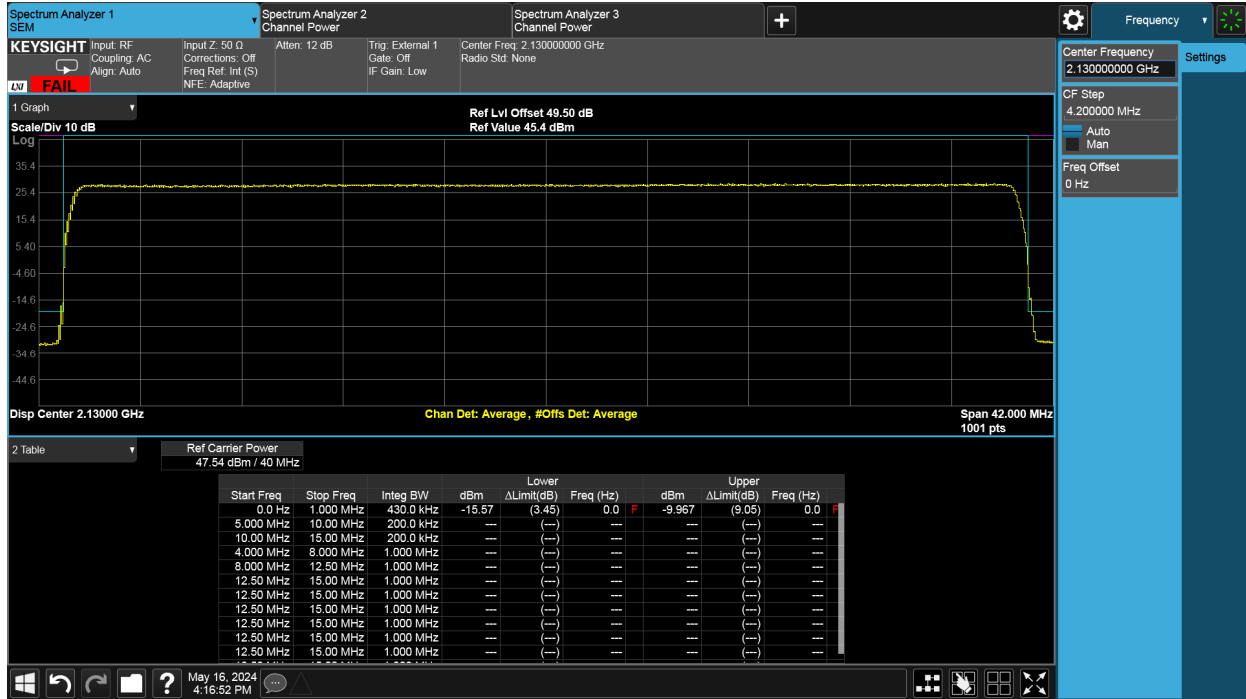 Spectrum Analyzer 1
SEM
Spectrum Analyzer 2
Channel Power
Spectrum Analyzer 3
Channel Power
Frequency
KEYSIGHT
LXI
FAIL
Input: RF
Coupling: AC
Align: Auto
Input Z: 50 Ω
Corrections: Off
Freq Ref: Int (S)
NFE: Adaptive
Atten: 12 dB
Trig: External 1
Gate: Off
IF Gain: Low
Center Freq: 2.130000000 GHz
Radio Std: None
Center Frequency
2.130000000 GHz
Settings
CF Step
4.200000 MHz
Auto
Man
Freq Offset
0 Hz
1 Graph
Scale/Div 10 dB
Log
Ref Lvl Offset 49.50 dB
Ref Value 45.4 dBm
35.4
25.4
15.4
5.40
-4.60
-14.6
-24.6
-34.6
-44.6
Disp Center 2.13000 GHz
Chan Det: Average, #Offs Det: Average
Span 42.000 MHz
1001 pts
2 Table
Ref Carrier Power
47.54 dBm / 40 MHz
Lower Upper
Start Freq Stop Freq Integ BW dBm ΔLimit(dB) Freq (Hz) dBm ΔLimit(dB) Freq (Hz)
0.0 Hz 1.000 MHz 430.0 kHz -15.57 (3.45) 0.0 F -9.967 (9.05) 0.0 F
5.000 MHz 10.00 MHz 200.0 kHz --- (---) --- --- (---) ---
10.00 MHz 15.00 MHz 200.0 kHz --- (---) --- --- (---) ---
4.000 MHz 8.000 MHz 1.000 MHz --- (---) --- --- (---) ---
8.000 MHz 12.50 MHz 1.000 MHz --- (---) --- --- (---) ---
12.50 MHz 15.00 MHz 1.000 MHz --- (---) --- --- (---) ---
12.50 MHz 15.00 MHz 1.000 MHz --- (---) --- --- (---) ---
12.50 MHz 15.00 MHz 1.000 MHz --- (---) --- --- (---) ---
12.50 MHz 15.00 MHz 1.000 MHz --- (---) --- --- (---) ---
12.50 MHz 15.00 MHz 1.000 MHz --- (---) --- --- (---) ---
12.50 MHz 15.00 MHz 1.000 MHz --- (---) --- --- (---) ---
May 16, 2024
4:16:52 PM